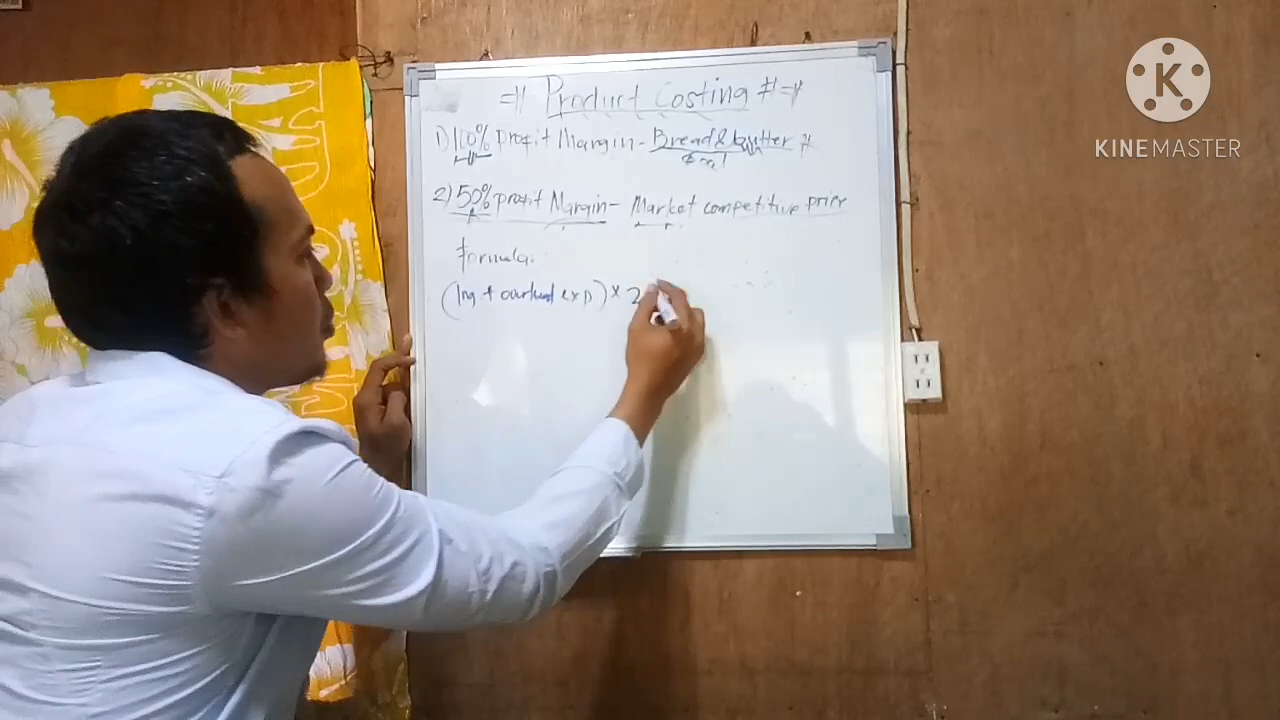 =// Product Costing #=//
1) 100% profit Margin - Bread & butter #
2) 50% profit Margin - Market competitive price
Formula:
(Ing + overhead exp) × 2
K
KINEMASTER